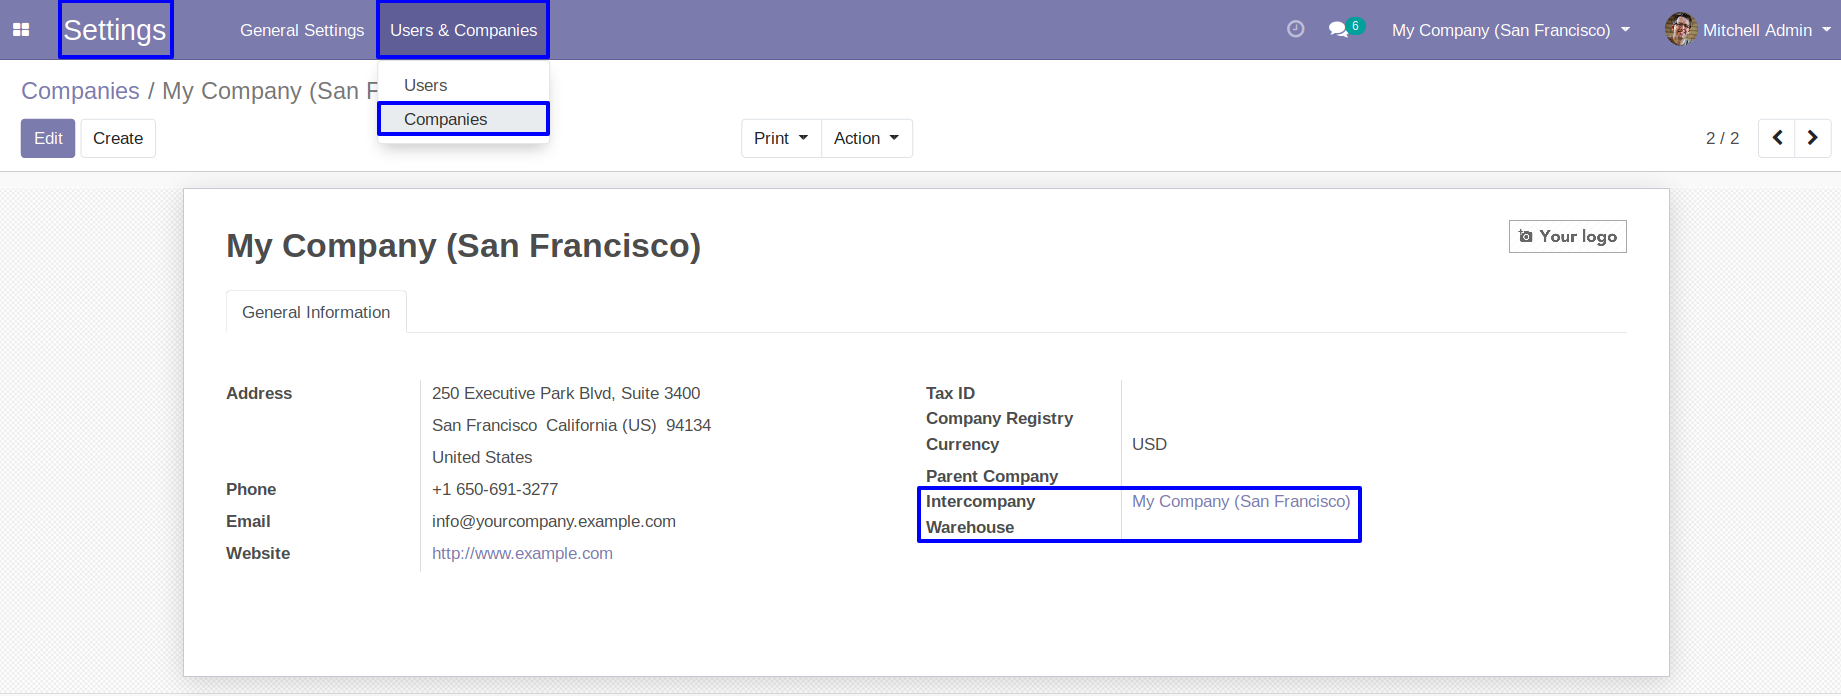 Settings General Settings Users & Companies 6 My Company (San Francisco) Mitchell Admin
Companies / My Company (San F
Users
Companies
Edit Create Print Action 2 / 2
My Company (San Francisco)
Your logo
General Information
Address 250 Executive Park Blvd, Suite 3400
San Francisco California (US) 94134
United States
Phone +1 650-691-3277
Email info@yourcompany.example.com
Website http://www.example.com
Tax ID
Company Registry
Currency USD
Parent Company
Intercompany My Company (San Francisco)
Warehouse